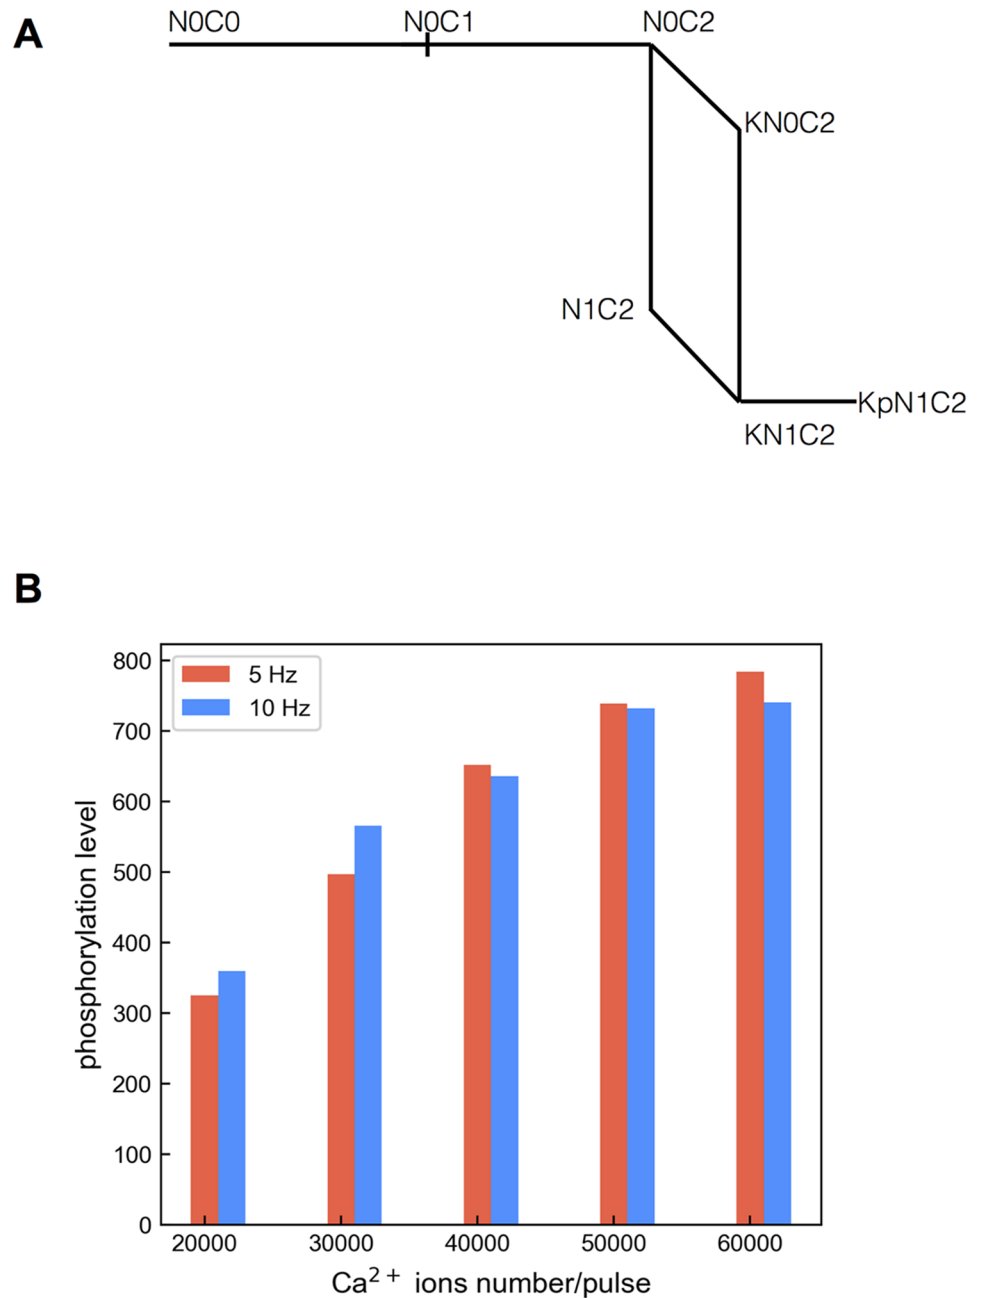 A
N0C0 N0C1 N0C2
KN0C2
N1C2
KpN1C2
KN1C2
B
800
700
600
500
400
300
200
100
0
5 Hz
10 Hz
phosphorylation level
20000 30000 40000 50000 60000
Ca²⁺ ions number/pulse